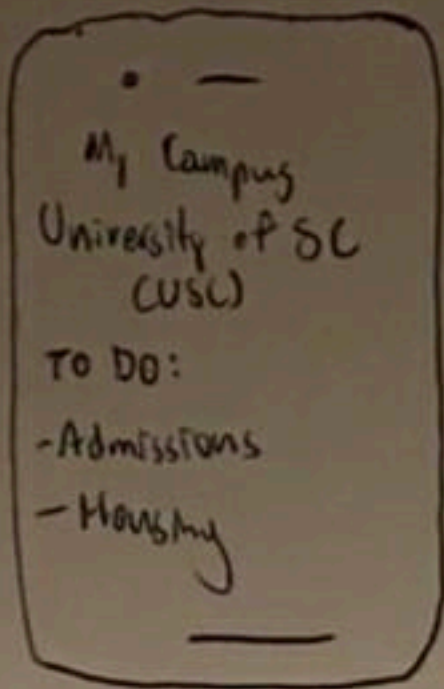 My Campus
University of SC
(USC)
TO DO:
-Admissions
- Housing